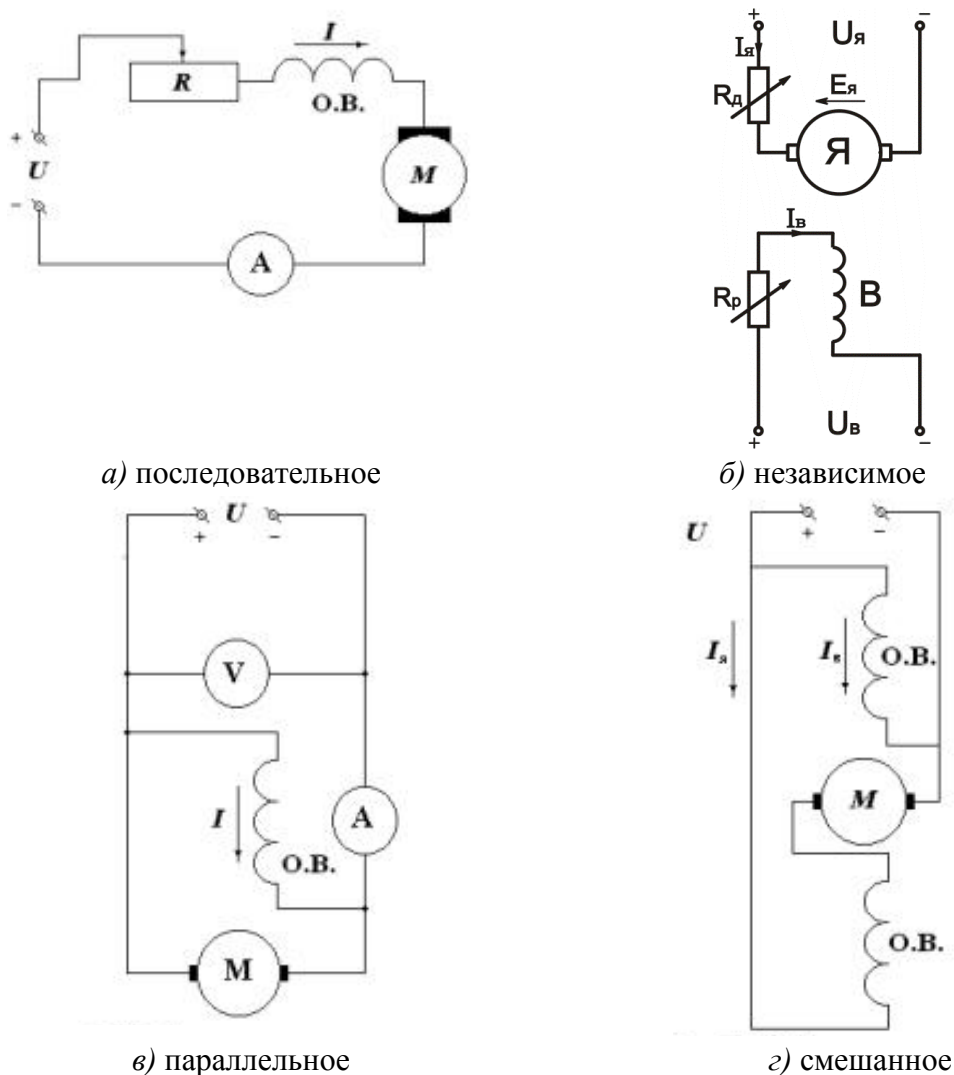 I
R
О.В.
+
U
−
M
A
а) последовательное
+
Uя
−
Iя
Rд
Eя
Я
Iв
Rр
В
+
Uв
−
б) независимое
U
+
−
V
I
A
О.В.
M
в) параллельное
U
+
−
Iя
Iв
О.В.
M
О.В.
г) смешанное